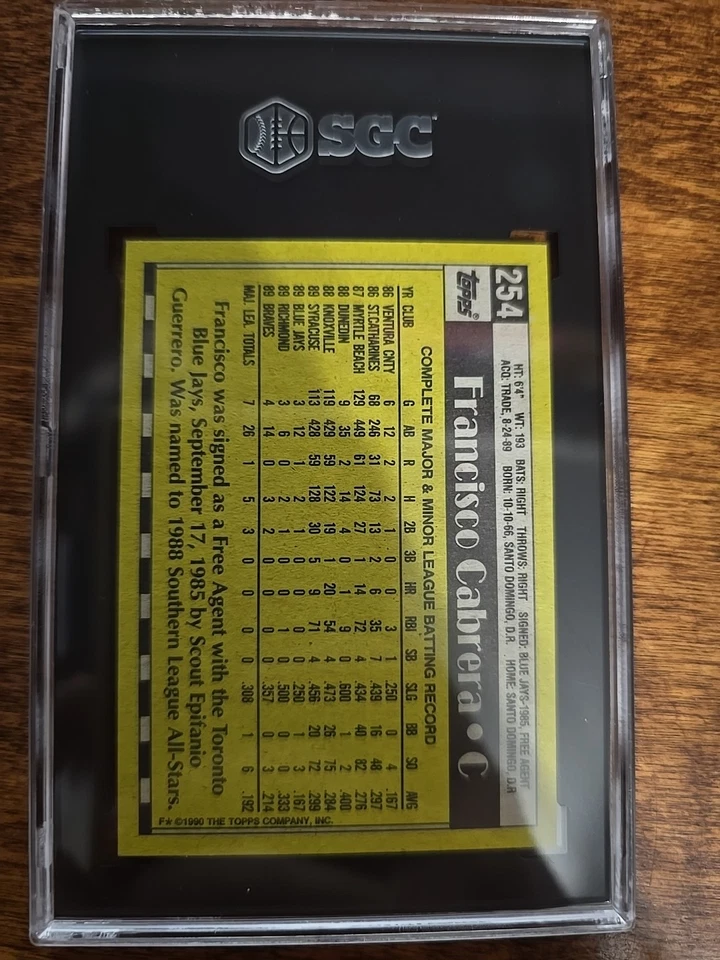 SGC
254
topps®
HT: 6'4" WT: 193 BATS: RIGHT THROWS: RIGHT SIGNED: BLUE JAYS-1985, FREE AGENT
ACQ: TRADE, 8-24-89 BORN: 10-10-66, SANTO DOMINGO, D.R. HOME: SANTO DOMINGO, D.R
Francisco Cabrera • C
COMPLETE MAJOR & MINOR LEAGUE BATTING RECORD
YR CLUB G AB R H 2B 3B HR RBI SB SLG BB SO AVG
86 VENTURA CNTY 6 12 2 2 1 0 0 3 1 .250 0 4 .167
86 ST.CATHARINES 68 246 31 73 13 2 6 35 7 .439 16 48 .297
87 MYRTLE BEACH 129 449 61 124 27 1 14 72 4 .434 40 82 .276
88 DUNEDIN 9 35 2 14 4 0 1 9 0 .600 1 2 .400
88 KNOXVILLE 119 429 59 122 19 1 20 54 4 .473 26 75 .284
89 SYRACUSE 113 428 59 128 30 5 9 71 4 .456 20 72 .299
89 BLUE JAYS 3 12 1 2 1 0 0 0 0 .250 1 3 .167
89 RICHMOND 3 6 0 2 1 0 0 1 0 .500 0 0 .333
89 BRAVES 4 14 0 3 2 0 0 0 0 .357 0 3 .214
MAJ. LEA. TOTALS 7 26 1 5 3 0 0 0 0 .308 1 6 .192
Francisco was signed as a Free Agent with the Toronto
Blue Jays, September 17, 1985 by Scout Epifanio
Guerrero. Was named to 1988 Southern League All-Stars.
F* ©1990 THE TOPPS COMPANY, INC.